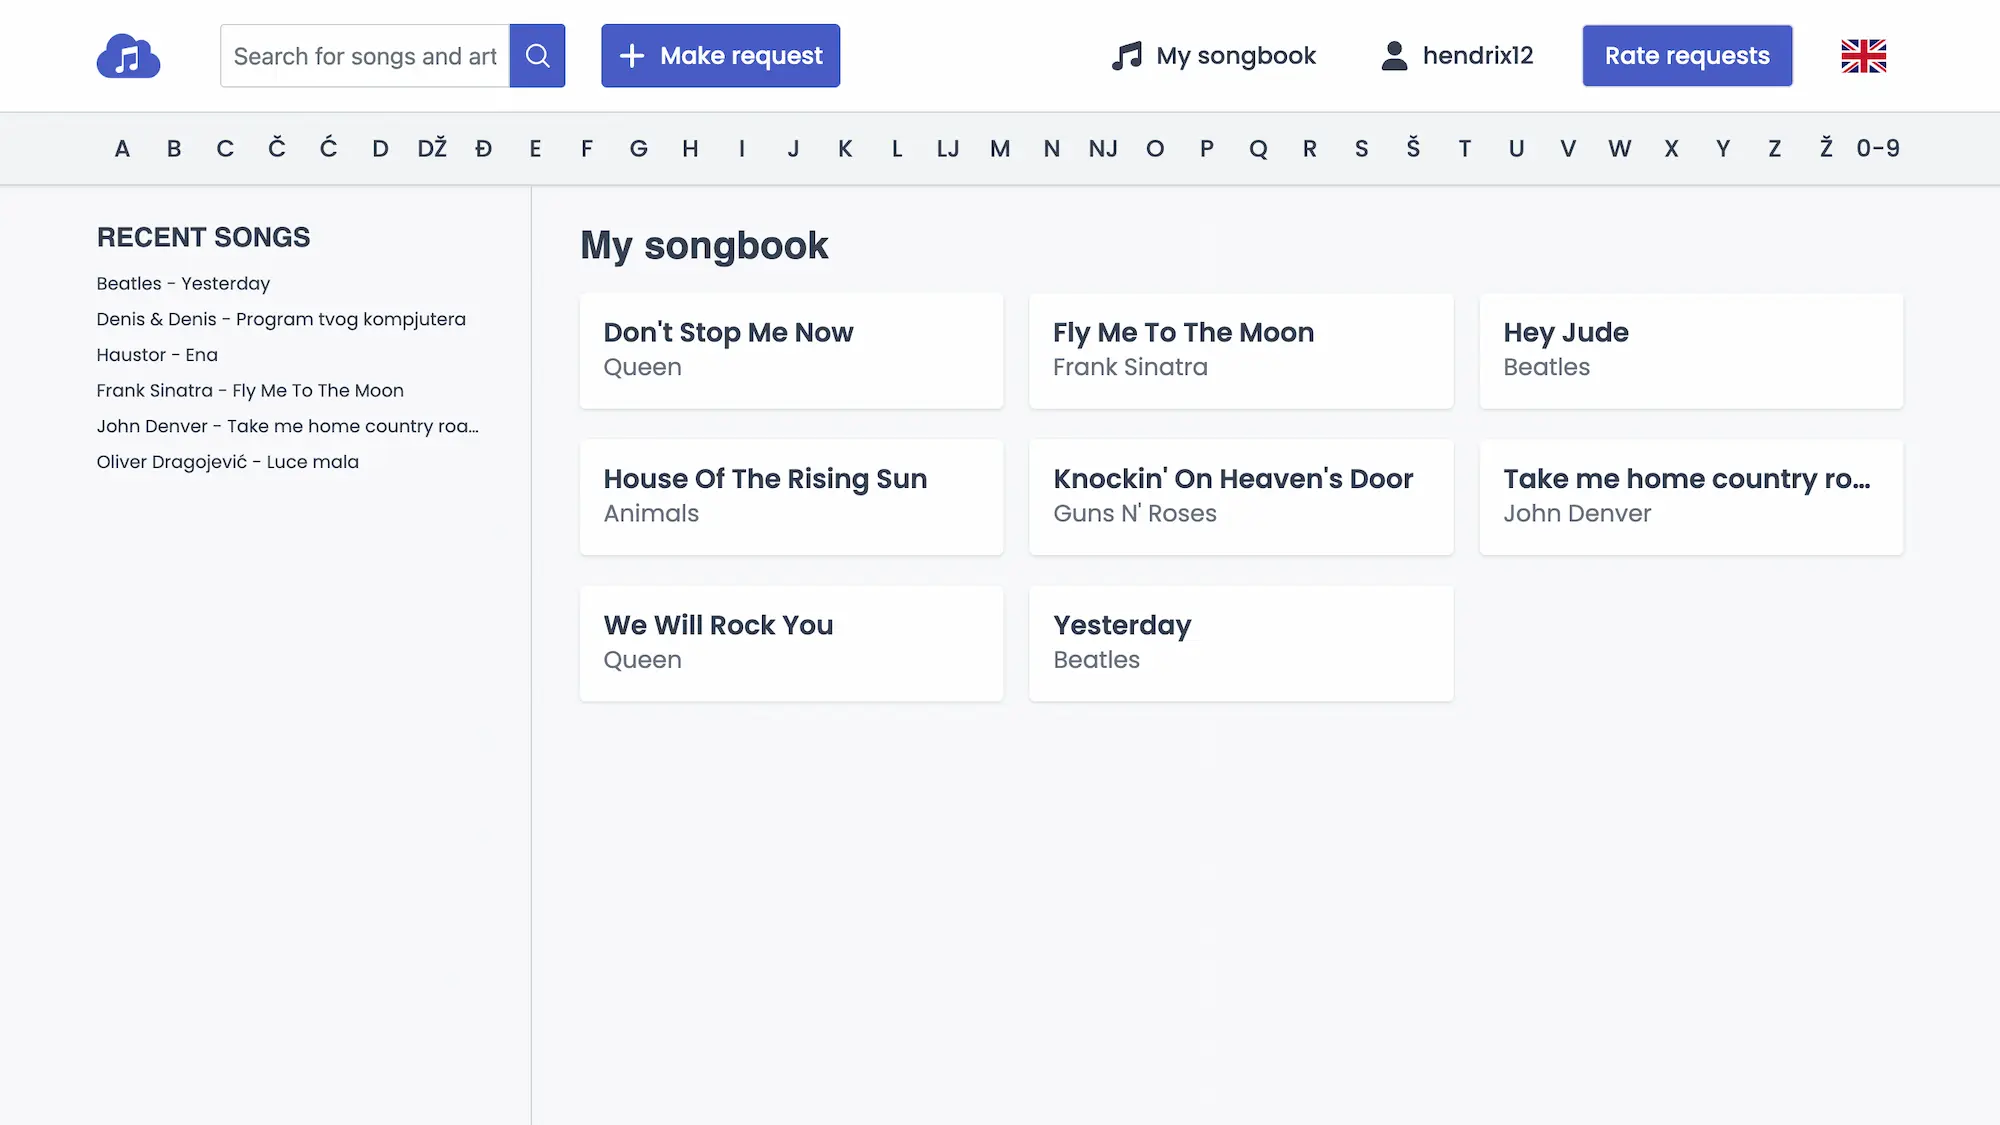 Search for songs and art
Make request
My songbook
hendrix12
Rate requests
A B C Č Ć D DŽ Đ E F G H I J K L LJ M N NJ O P Q R S Š T U V W X Y Z Ž 0-9
RECENT SONGS
Beatles - Yesterday
Denis & Denis - Program tvog kompjutera
Haustor - Ena
Frank Sinatra - Fly Me To The Moon
John Denver - Take me home country roa...
Oliver Dragojević - Luce mala
My songbook
Don't Stop Me Now
Queen
Fly Me To The Moon
Frank Sinatra
Hey Jude
Beatles
House Of The Rising Sun
Animals
Knockin' On Heaven's Door
Guns N' Roses
Take me home country ro...
John Denver
We Will Rock You
Queen
Yesterday
Beatles